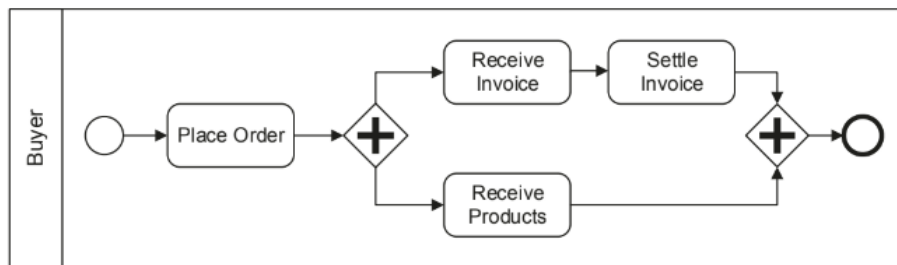 Buyer
Place Order
Receive
Invoice
Settle
Invoice
Receive
Products